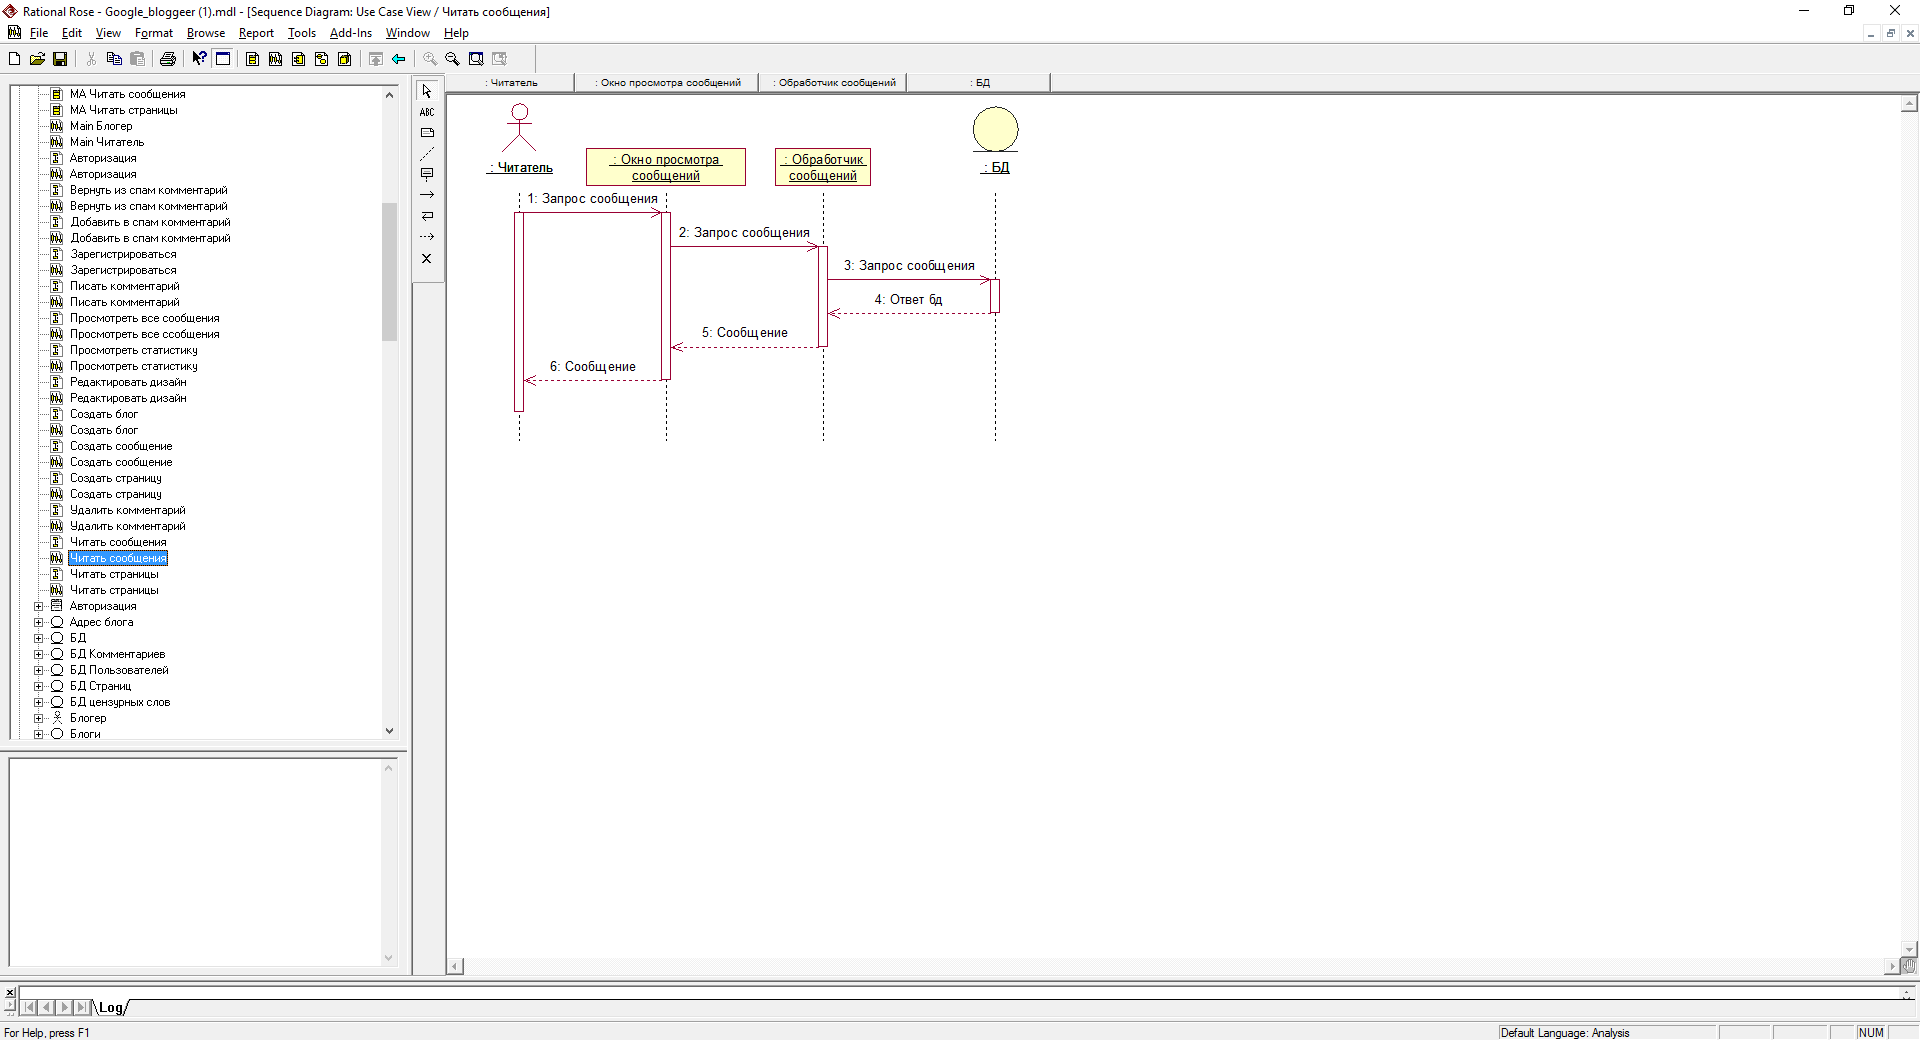 Rational Rose - Google_bloggeer (1).mdl - [Sequence Diagram: Use Case View / Читать сообщения]
File Edit View Format Browse Report Tools Add-Ins Window Help
МА Читать сообщения
МА Читать страницы
Main Блогер
Main Читатель
Авторизация
Авторизация
Вернуть из спам комментарий
Вернуть из спам комментарий
Добавить в спам комментарий
Добавить в спам комментарий
Зарегистрироваться
Зарегистрироваться
Писать комментарий
Писать комментарий
Просмотреть все сообщения
Просмотреть все ссобщения
Просмотреть статистику
Просмотреть статистику
Редактировать дизайн
Редактировать дизайн
Создать блог
Создать блог
Создать сообщение
Создать сообщение
Создать страницу
Создать страницу
Удалить комментарий
Удалить комментарий
Читать сообщения
Читать сообщения
Читать страницы
Читать страницы
Авторизация
Адрес блога
БД
БД Комментариев
БД Пользователей
БД Страниц
БД цензурных слов
Блогер
Блоги
ABC
: Читатель : Окно просмотра сообщений : Обработчик сообщений : БД
: Читатель
: Окно просмотра
сообщений
: Обработчик
сообщений
: БД
1: Запрос сообщения
2: Запрос сообщения
3: Запрос сообщения
4: Ответ бд
5: Сообщение
6: Сообщение
Log
For Help, press F1
Default Language: Analysis
NUM